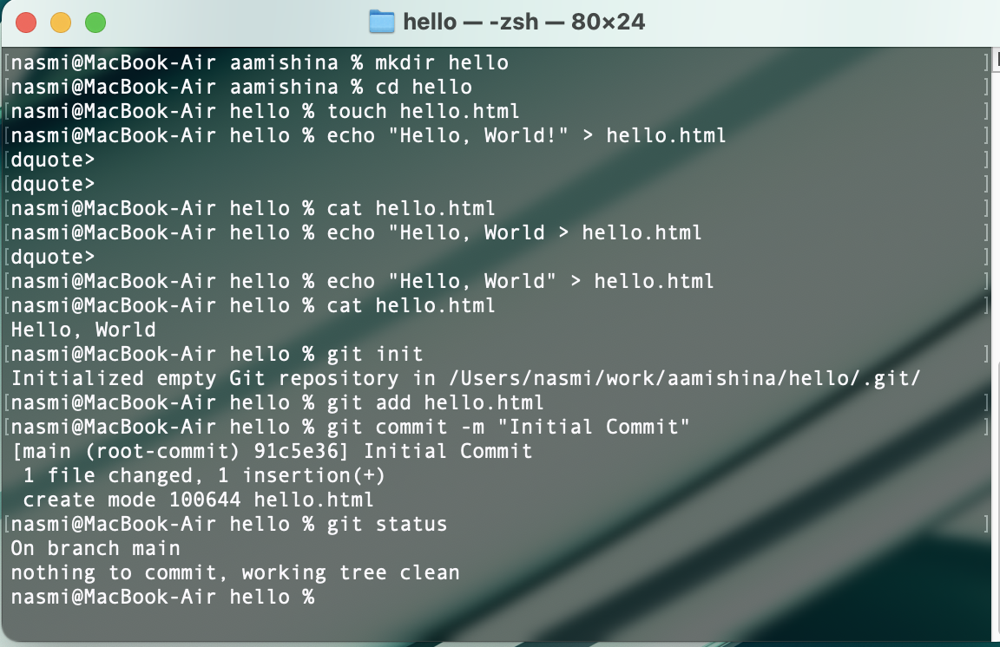 hello — -zsh — 80×24
[nasmi@MacBook-Air aamishina % mkdir hello ]
[nasmi@MacBook-Air aamishina % cd hello ]
[nasmi@MacBook-Air hello % touch hello.html ]
[nasmi@MacBook-Air hello % echo "Hello, World!" > hello.html ]
[dquote> ]
[dquote> ]
[nasmi@MacBook-Air hello % cat hello.html ]
[nasmi@MacBook-Air hello % echo "Hello, World > hello.html ]
[dquote> ]
[nasmi@MacBook-Air hello % echo "Hello, World" > hello.html ]
[nasmi@MacBook-Air hello % cat hello.html ]
Hello, World
[nasmi@MacBook-Air hello % git init ]
Initialized empty Git repository in /Users/nasmi/work/aamishina/hello/.git/
[nasmi@MacBook-Air hello % git add hello.html ]
[nasmi@MacBook-Air hello % git commit -m "Initial Commit" ]
[main (root-commit) 91c5e36] Initial Commit
 1 file changed, 1 insertion(+)
 create mode 100644 hello.html
[nasmi@MacBook-Air hello % git status ]
On branch main
nothing to commit, working tree clean
nasmi@MacBook-Air hello %